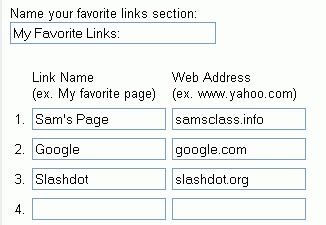 Name your favorite links section:
My Favorite Links:
Link Name Web Address
(ex. My favorite page) (ex. www.yahoo.com)
1. Sam's Page samsclass.info
2. Google google.com
3. Slashdot slashdot.org
4.